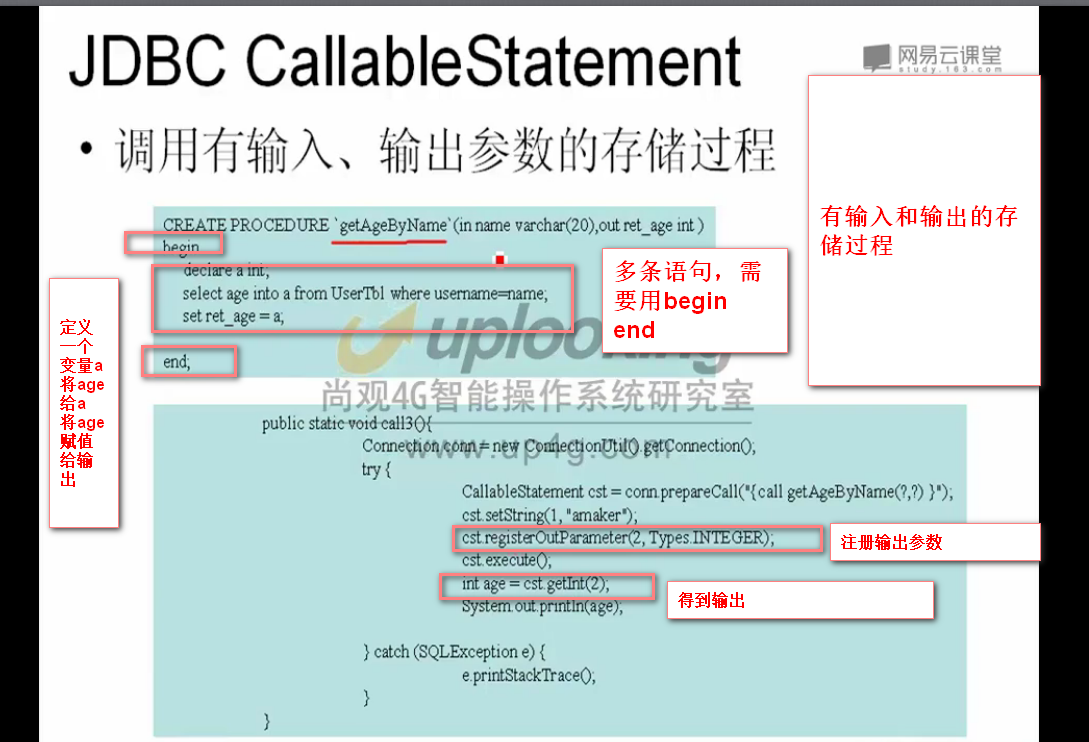 JDBC CallableStatement
网易云课堂
study.163.com
• 调用有输入、输出参数的存储过程
有输入和输出的存
储过程
CREATE PROCEDURE `getAgeByName`(in name varchar(20),out ret_age int )
begin
declare a int;
select age into a from UserTbl where username=name;
set ret_age = a;
end;
多条语句，需
要用begin
end
定义
一个
变量a
将age
给a
将age
赋值
给输
出
uplooking
尚观4G智能操作系统研究室
www.up4g.com
public static void call3(){
Connection conn = new ConnectionUtil().getConnection();
try {
CallableStatement cst = conn.prepareCall("{call getAgeByName(?,?) }");
cst.setString(1, "amaker");
cst.registerOutParameter(2, Types.INTEGER);
注册输出参数
cst.execute();
int age = cst.getInt(2);
得到输出
System.out.println(age);
} catch (SQLException e) {
e.printStackTrace();
}
}